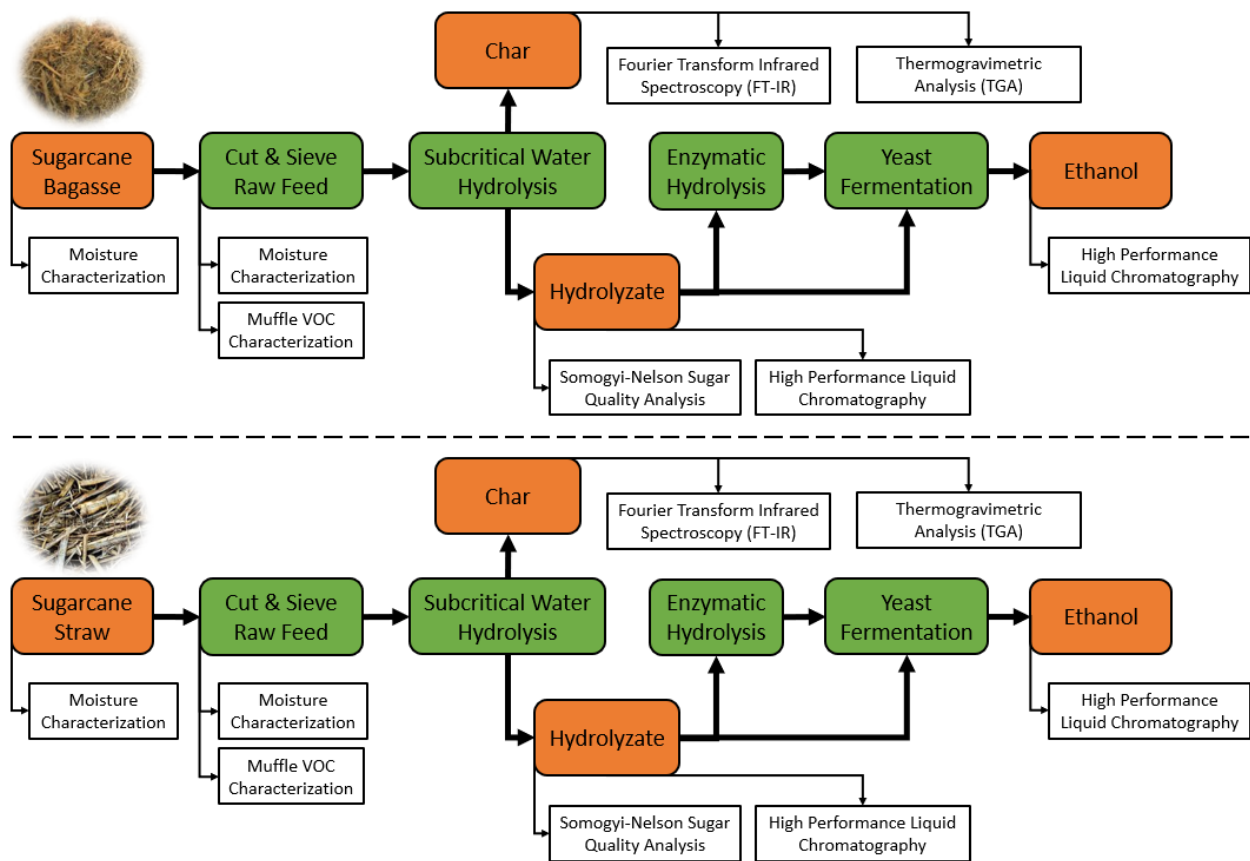 Char
Fourier Transform Infrared
Spectroscopy (FT-IR)
Thermogravimetric
Analysis (TGA)
Sugarcane
Bagasse
Cut & Sieve
Raw Feed
Subcritical Water
Hydrolysis
Enzymatic
Hydrolysis
Yeast
Fermentation
Ethanol
Moisture
Characterization
Moisture
Characterization
Muffle VOC
Characterization
Hydrolyzate
High Performance
Liquid Chromatography
Somogyi-Nelson Sugar
Quality Analysis
High Performance Liquid
Chromatography
Char
Fourier Transform Infrared
Spectroscopy (FT-IR)
Thermogravimetric
Analysis (TGA)
Sugarcane
Straw
Cut & Sieve
Raw Feed
Subcritical Water
Hydrolysis
Enzymatic
Hydrolysis
Yeast
Fermentation
Ethanol
Moisture
Characterization
Moisture
Characterization
Muffle VOC
Characterization
Hydrolyzate
High Performance
Liquid Chromatography
Somogyi-Nelson Sugar
Quality Analysis
High Performance Liquid
Chromatography